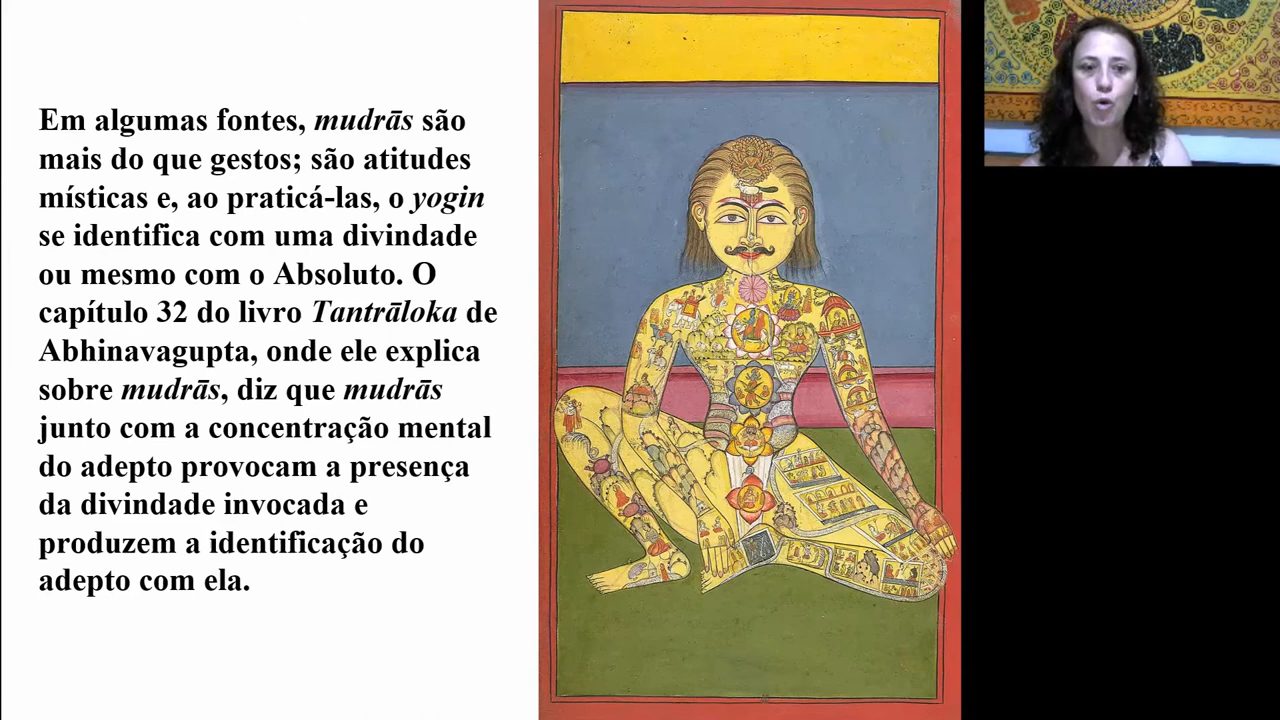 Em algumas fontes, mudrās são
mais do que gestos; são atitudes
místicas e, ao praticá-las, o yogin
se identifica com uma divindade
ou mesmo com o Absoluto. O
capítulo 32 do livro Tantrāloka de
Abhinavagupta, onde ele explica
sobre mudrās, diz que mudrās
junto com a concentração mental
do adepto provocam a presença
da divindade invocada e
produzem a identificação do
adepto com ela.